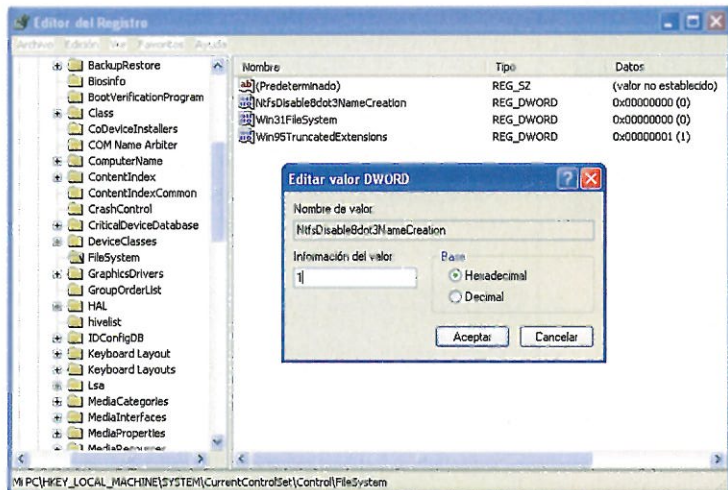 Editor del Registro
Archivo Edición Ver Favoritos Ayuda
BackupRestore
Biosinfo
BootVerificationProgram
Class
CoDeviceInstallers
COM Name Arbiter
ComputerName
ContentIndex
ContentIndexCommon
CrashControl
CriticalDeviceDatabase
DeviceClasses
FileSystem
GraphicsDrivers
GroupOrderList
HAL
hivelist
IDConfigDB
Keyboard Layout
Keyboard Layouts
Lsa
MediaCategories
MediaInterfaces
MediaProperties
MediaResources
Nombre Tipo Datos
(Predeterminado) REG_SZ (valor no establecido)
NtfsDisable8dot3NameCreation REG_DWORD 0x00000000 (0)
Win31FileSystem REG_DWORD 0x00000000 (0)
Win95TruncatedExtensions REG_DWORD 0x00000001 (1)
Editar valor DWORD
Nombre de valor:
NtfsDisable8dot3NameCreation
Información del valor:
1
Base
Hexadecimal
Decimal
Aceptar Cancelar
Mi PC\HKEY_LOCAL_MACHINE\SYSTEM\CurrentControlSet\Control\FileSystem